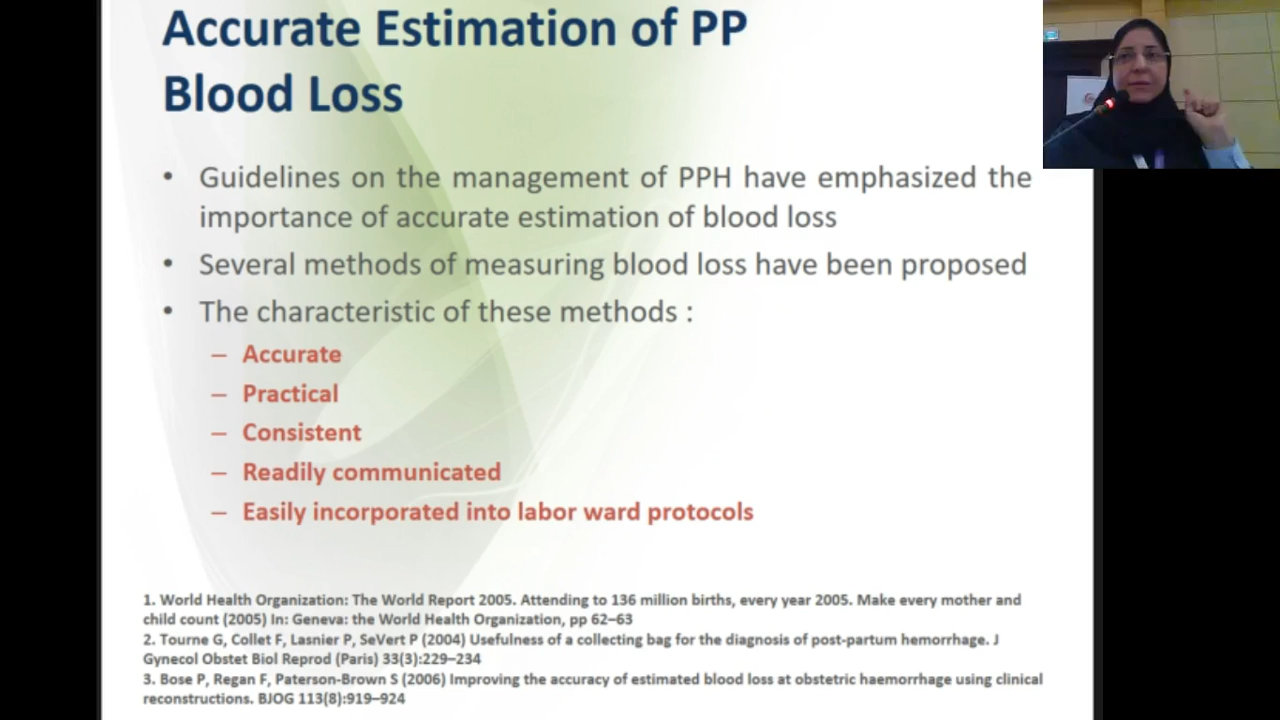 Accurate Estimation of PP
Blood Loss
• Guidelines on the management of PPH have emphasized the
importance of accurate estimation of blood loss
• Several methods of measuring blood loss have been proposed
• The characteristic of these methods :
– Accurate
– Practical
– Consistent
– Readily communicated
– Easily incorporated into labor ward protocols
1. World Health Organization: The World Report 2005. Attending to 136 million births, every year 2005. Make every mother and
child count (2005) In: Geneva: the World Health Organization, pp 62–63
2. Tourne G, Collet F, Lasnier P, SeVert P (2004) Usefulness of a collecting bag for the diagnosis of post-partum hemorrhage. J
Gynecol Obstet Biol Reprod (Paris) 33(3):229–234
3. Bose P, Regan F, Paterson-Brown S (2006) Improving the accuracy of estimated blood loss at obstetric haemorrhage using clinical
reconstructions. BJOG 113(8):919–924